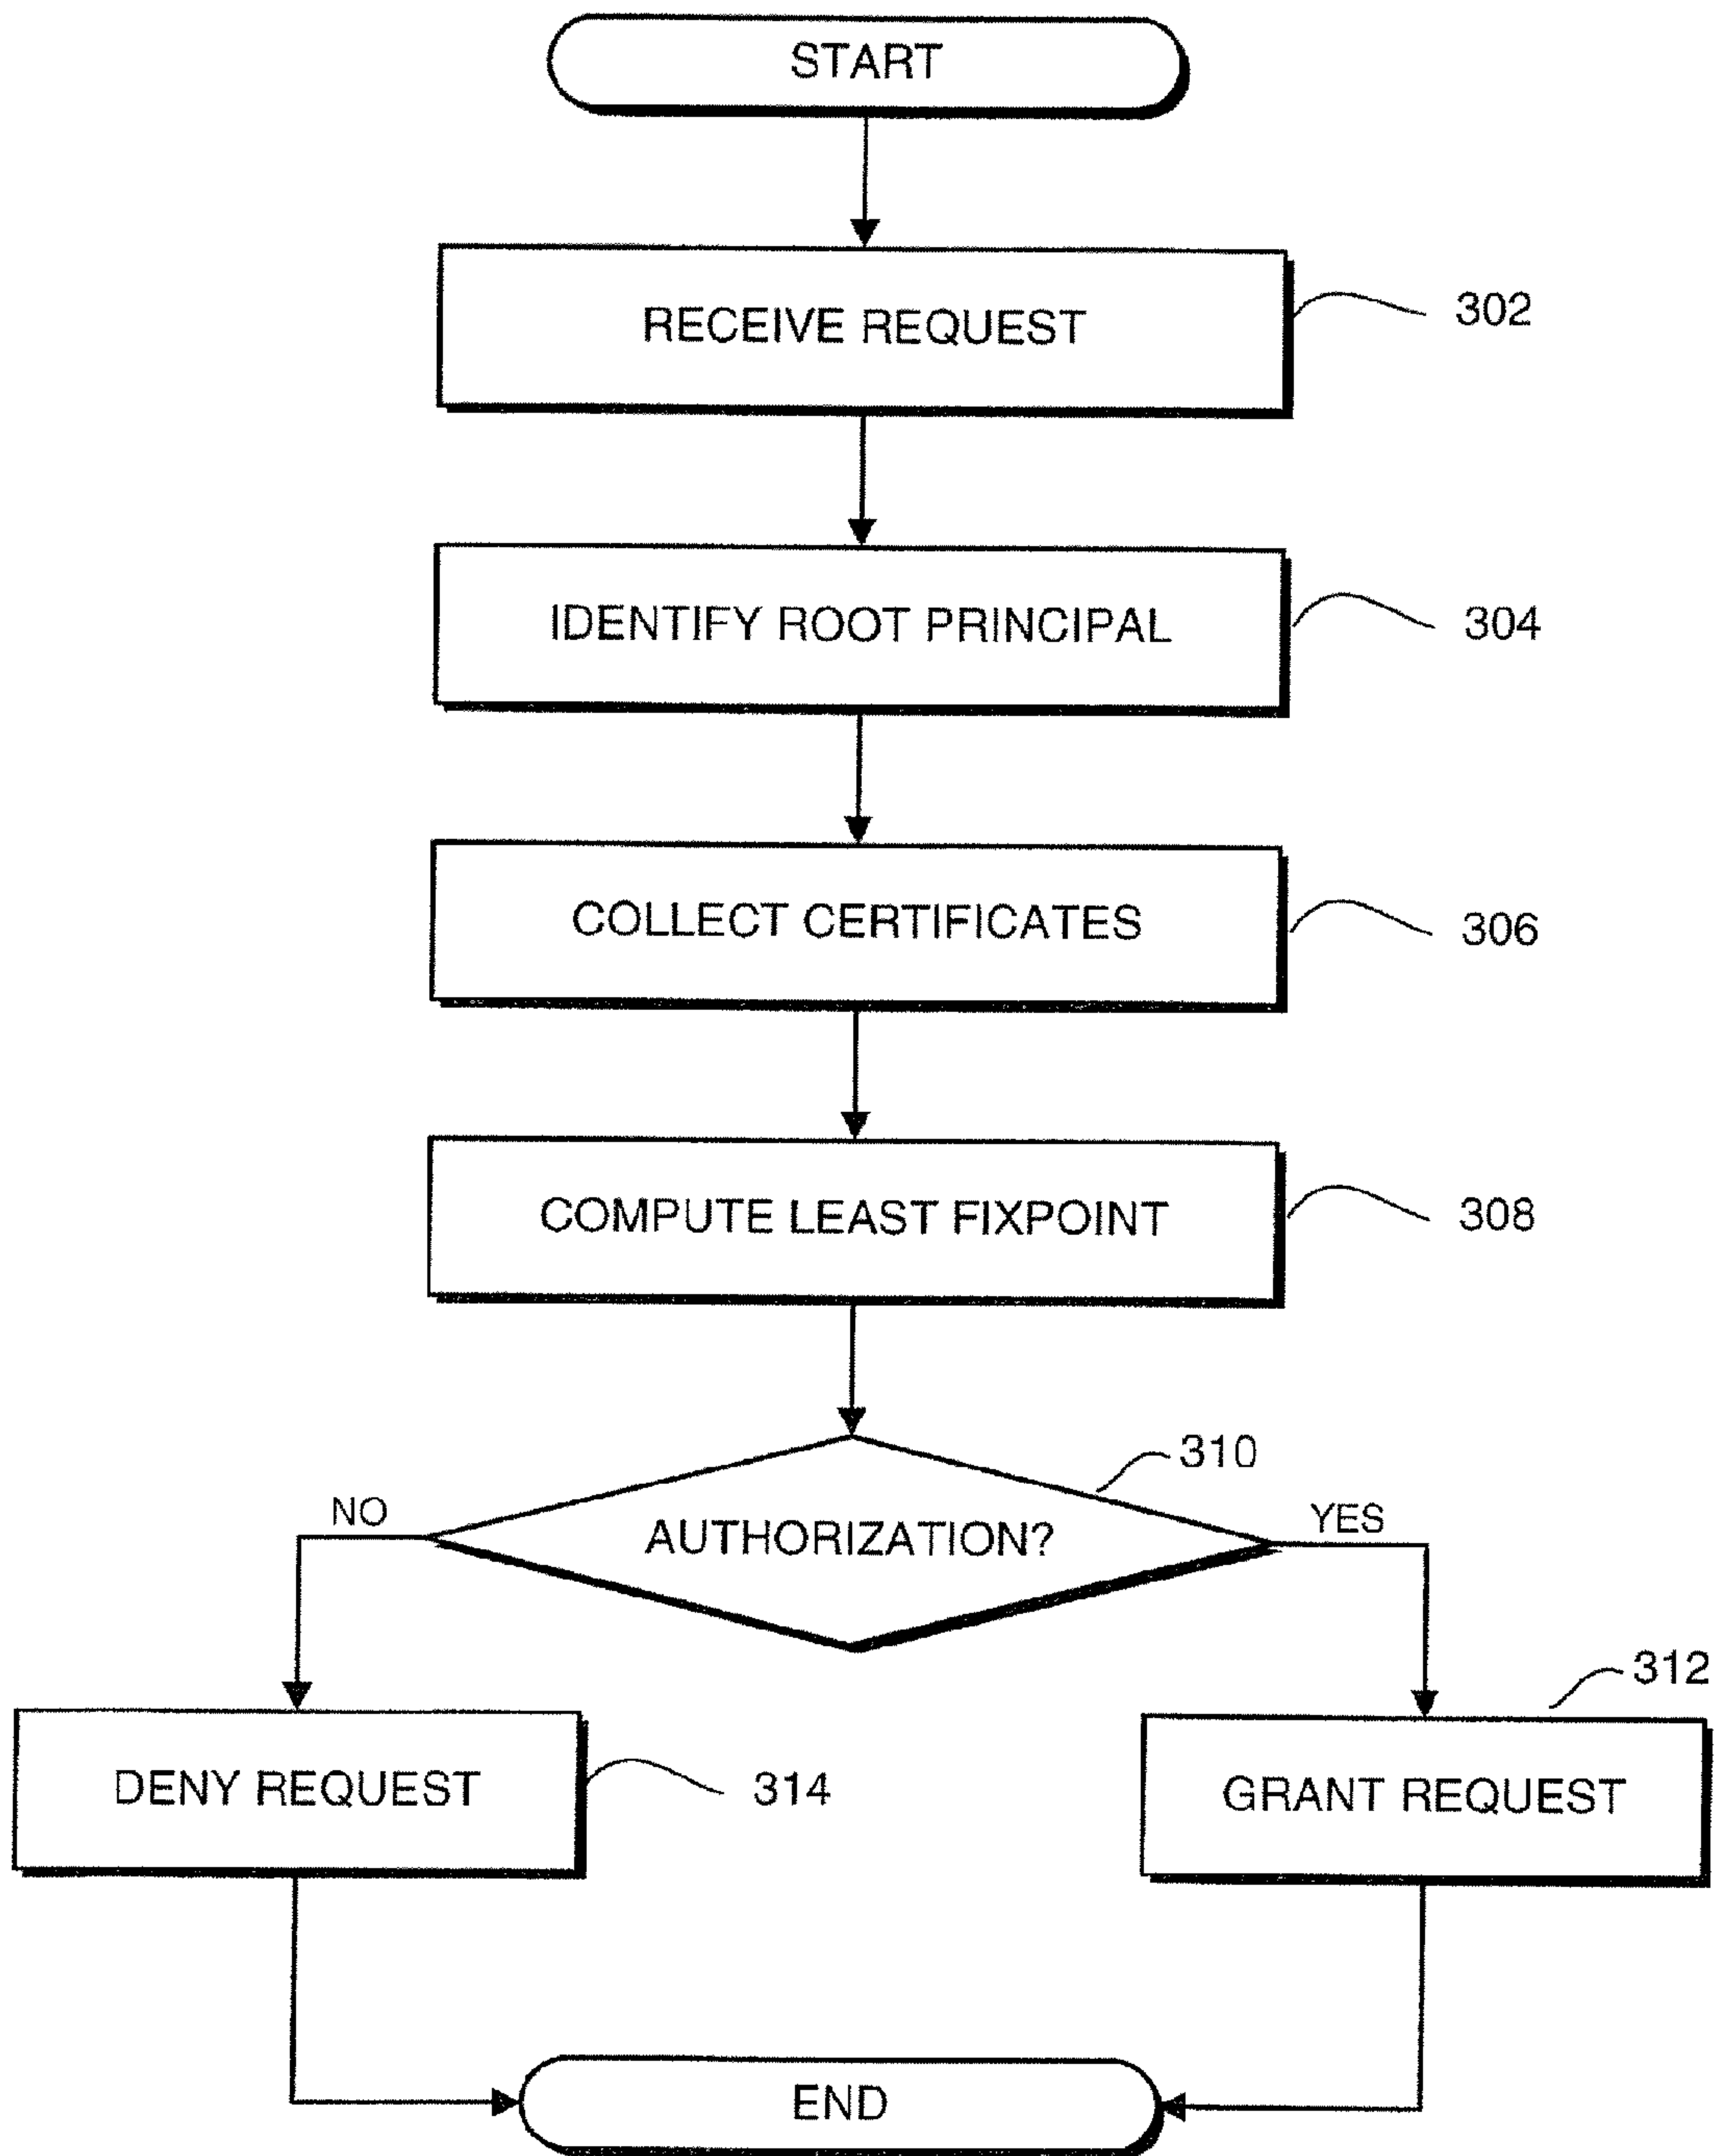 START
RECEIVE REQUEST
302
IDENTIFY ROOT PRINCIPAL
304
COLLECT CERTIFICATES
306
COMPUTE LEAST FIXPOINT
308
310
NO
AUTHORIZATION?
YES
312
DENY REQUEST
314
GRANT REQUEST
END